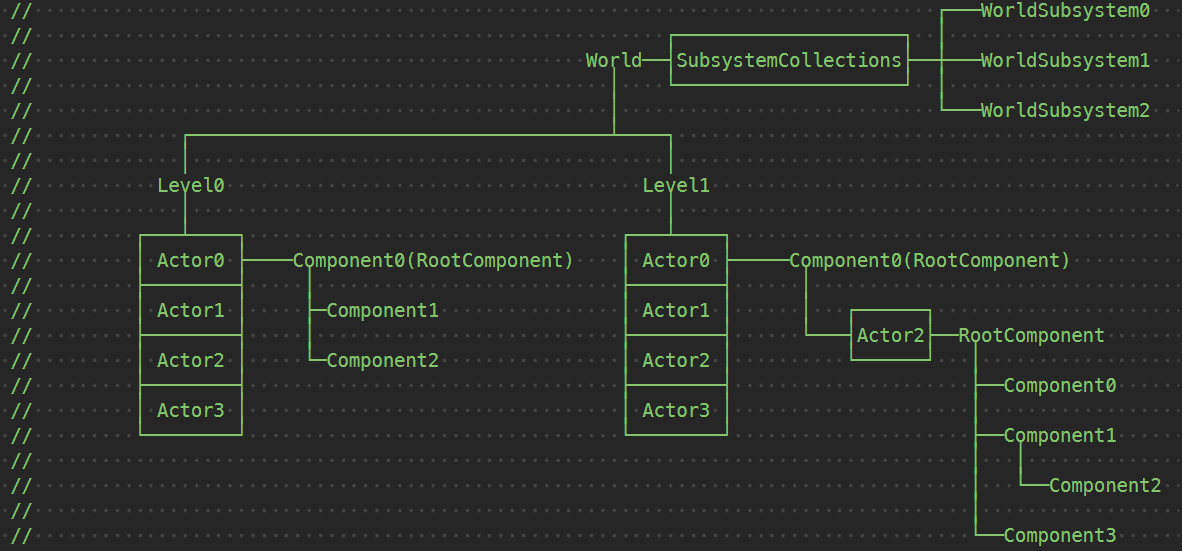 // WorldSubsystem0
//
// World SubsystemCollections WorldSubsystem1
//
// WorldSubsystem2
//
//
// Level0 Level1
//
//
// Actor0 Component0(RootComponent) Actor0 Component0(RootComponent)
//
// Actor1 Component1 Actor1
// Actor2 RootComponent
// Actor2 Component2 Actor2
// Component0
// Actor3 Actor3
// Component1
//
// Component2
//
// Component3